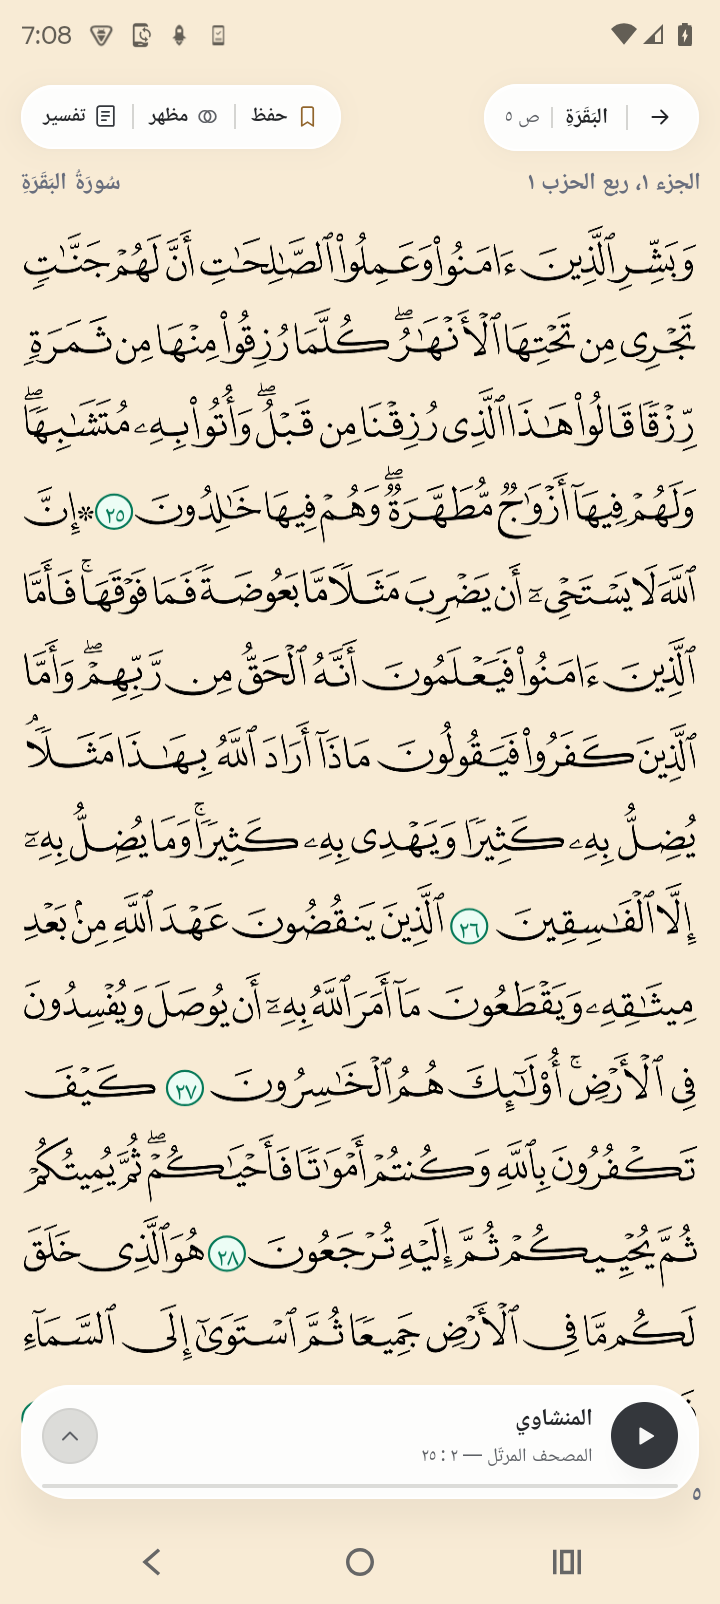 7:08
البَقَرَةِ ص ٥
حفظ مظهر تفسير
الجزء ١، ربع الحزب ١
سُورَةُ البَقَرَةِ
وَبَشِّرِ ٱلَّذِينَ ءَامَنُوا۟ وَعَمِلُوا۟ ٱلصَّـٰلِحَـٰتِ أَنَّ لَهُمْ جَنَّـٰتٍ
تَجْرِى مِن تَحْتِهَا ٱلْأَنْهَـٰرُ ۖ كُلَّمَا رُزِقُوا۟ مِنْهَا مِن ثَمَرَةٍ
رِّزْقًا قَالُوا۟ هَـٰذَا ٱلَّذِى رُزِقْنَا مِن قَبْلُ ۖ وَأُتُوا۟ بِهِۦ مُتَشَـٰبِهًا ۖ
وَلَهُمْ فِيهَآ أَزْوَٰجٌ مُّطَهَّرَةٌ ۖ وَهُمْ فِيهَا خَـٰلِدُونَ ٢٥ ۞ إِنَّ
ٱللَّهَ لَا يَسْتَحْىِۦٓ أَن يَضْرِبَ مَثَلًا مَّا بَعُوضَةً فَمَا فَوْقَهَا ۚ فَأَمَّا
ٱلَّذِينَ ءَامَنُوا۟ فَيَعْلَمُونَ أَنَّهُ ٱلْحَقُّ مِن رَّبِّهِمْ ۖ وَأَمَّا
ٱلَّذِينَ كَفَرُوا۟ فَيَقُولُونَ مَاذَآ أَرَادَ ٱللَّهُ بِهَـٰذَا مَثَلًا ۘ
يُضِلُّ بِهِۦ كَثِيرًا وَيَهْدِى بِهِۦ كَثِيرًا ۚ وَمَا يُضِلُّ بِهِۦٓ
إِلَّا ٱلْفَـٰسِقِينَ ٢٦ ٱلَّذِينَ يَنقُضُونَ عَهْدَ ٱللَّهِ مِنۢ بَعْدِ
مِيثَـٰقِهِۦ وَيَقْطَعُونَ مَآ أَمَرَ ٱللَّهُ بِهِۦٓ أَن يُوصَلَ وَيُفْسِدُونَ
فِى ٱلْأَرْضِ ۚ أُو۟لَـٰٓئِكَ هُمُ ٱلْخَـٰسِرُونَ ٢٧ كَيْفَ
تَكْفُرُونَ بِٱللَّهِ وَكُنتُمْ أَمْوَٰتًا فَأَحْيَـٰكُمْ ۖ ثُمَّ يُمِيتُكُمْ
ثُمَّ يُحْيِيكُمْ ثُمَّ إِلَيْهِ تُرْجَعُونَ ٢٨ هُوَ ٱلَّذِى خَلَقَ
لَكُم مَّا فِى ٱلْأَرْضِ جَمِيعًا ثُمَّ ٱسْتَوَىٰٓ إِلَى ٱلسَّمَآءِ
المنشاوي
المصحف المرتّل — ٢ : ٢٥
٥